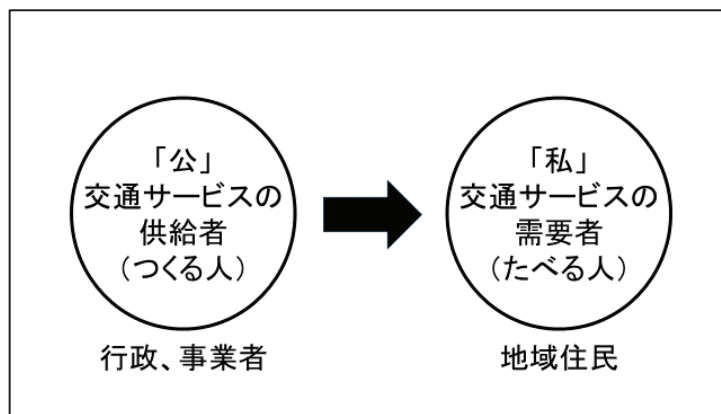 「公」
交通サービスの
供給者
（つくる人）
行政、事業者
「私」
交通サービスの
需要者
（たべる人）
地域住民